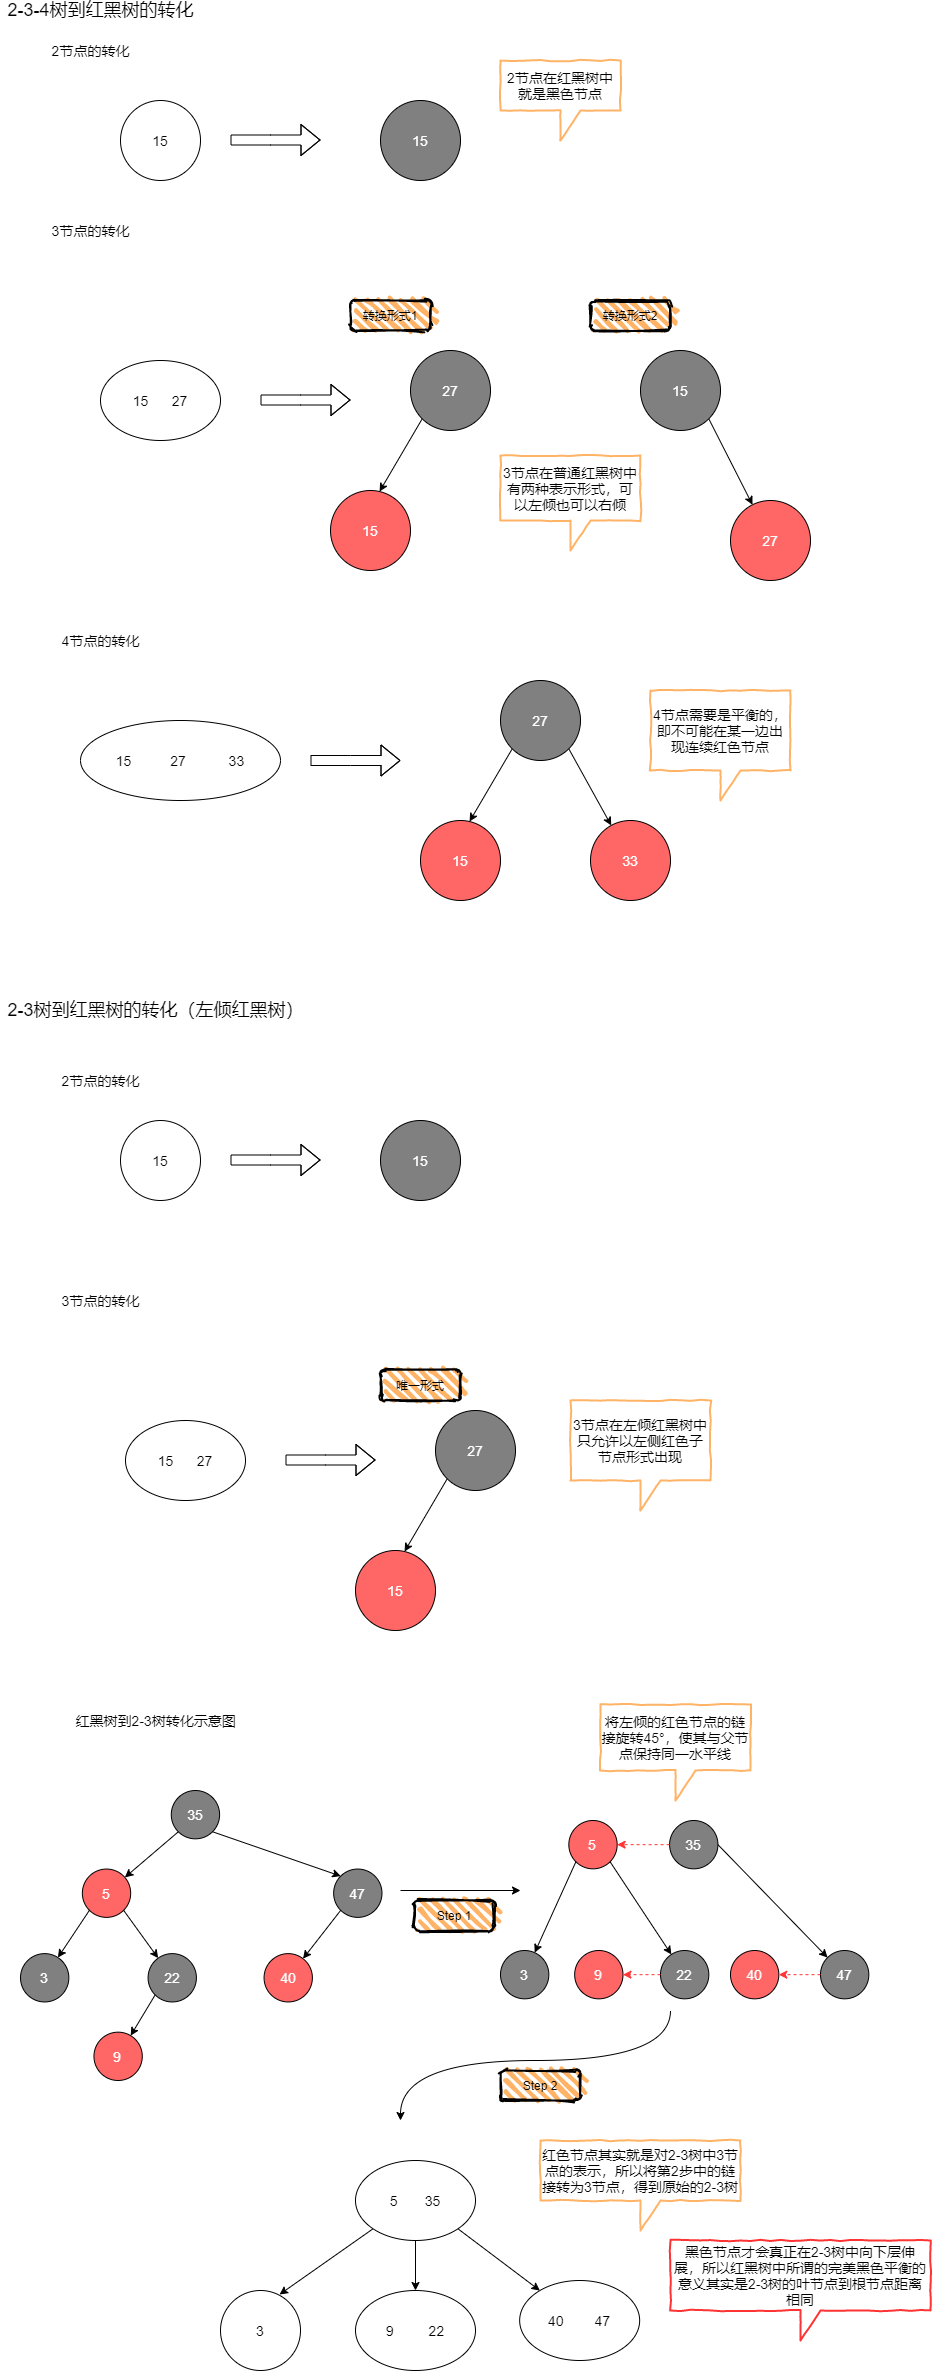 2-3-4树到红黑树的转化
2节点的转化
2节点在红黑树中
就是黑色节点
15
15
3节点的转化
转换形式1
转换形式2
15 27
27
15
3节点在普通红黑树中
有两种表示形式，可
以左倾也可以右倾
15
27
4节点的转化
15 27 33
27
4节点需要是平衡的，
即不可能在某一边出
现连续红色节点
15
33
2-3树到红黑树的转化（左倾红黑树）
2节点的转化
15
15
3节点的转化
唯一形式
15 27
27
3节点在左倾红黑树中
只允许以左侧红色子
节点形式出现
15
红黑树到2-3树转化示意图
将左倾的红色节点的链
接旋转45°，使其与父节
点保持同一水平线
35
5
47
3
22
40
9
Step 1
5
35
3
9
22
40
47
Step 2
红色节点其实就是对2-3树中3节
点的表示，所以将第2步中的链
接转为3节点，得到原始的2-3树
5 35
黑色节点才会真正在2-3树中向下层伸
展，所以红黑树中所谓的完美黑色平衡的
意义其实是2-3树的叶节点到根节点距离
相同
3
9 22
40 47